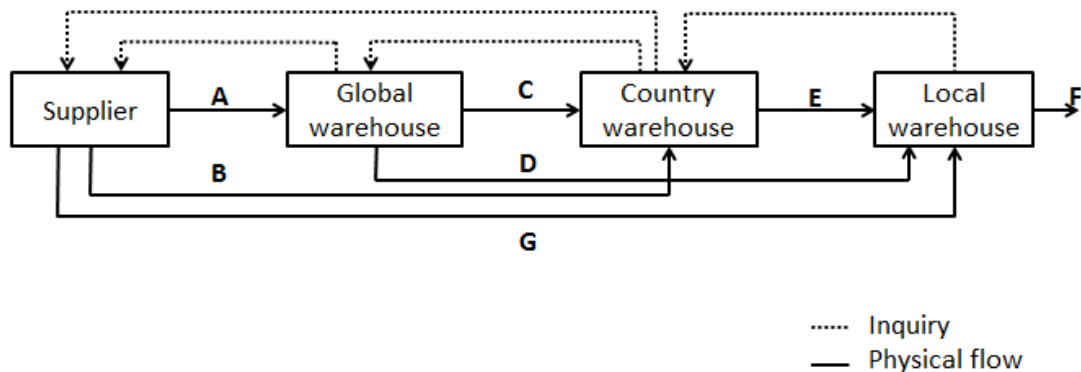 Supplier
A
Global
warehouse
C
Country
warehouse
E
Local
warehouse
F
B
D
G
Inquiry
Physical flow